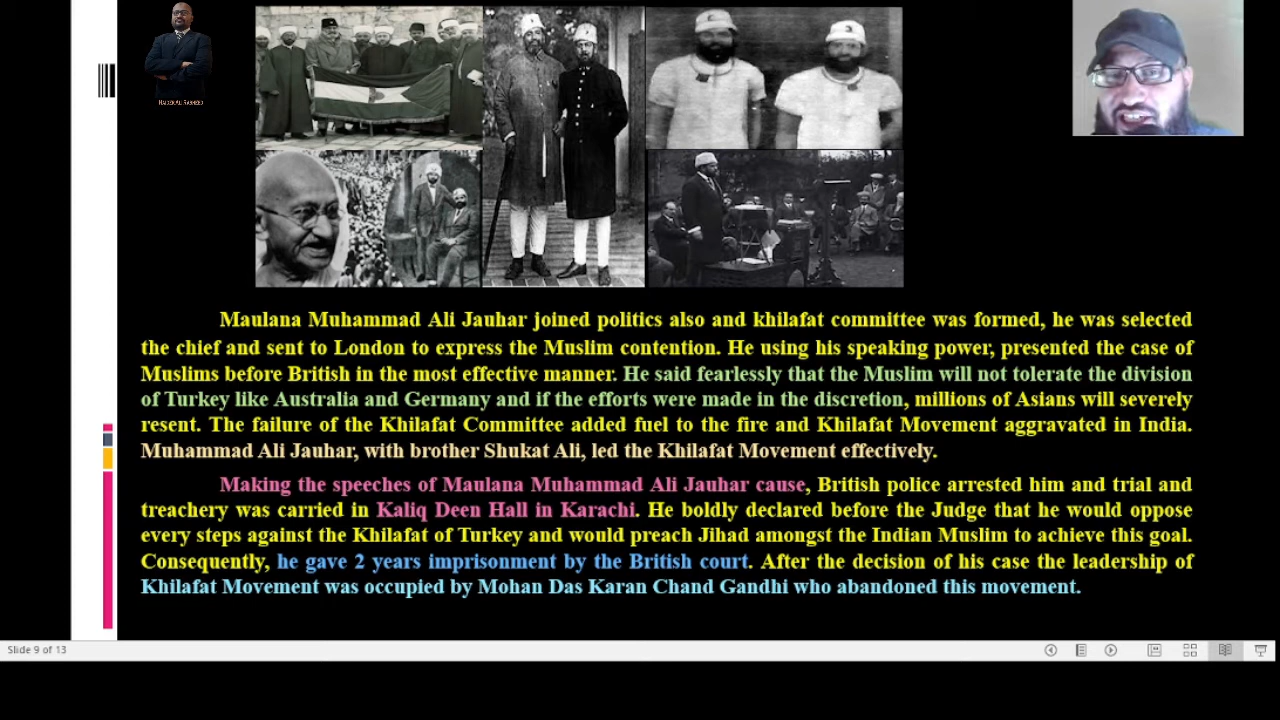 HAIDER ALI RASHEED
Maulana Muhammad Ali Jauhar joined politics also and khilafat committee was formed, he was selected
the chief and sent to London to express the Muslim contention. He using his speaking power, presented the case of
Muslims before British in the most effective manner. He said fearlessly that the Muslim will not tolerate the division
of Turkey like Australia and Germany and if the efforts were made in the discretion, millions of Asians will severely
resent. The failure of the Khilafat Committee added fuel to the fire and Khilafat Movement aggravated in India.
Muhammad Ali Jauhar, with brother Shukat Ali, led the Khilafat Movement effectively.
Making the speeches of Maulana Muhammad Ali Jauhar cause, British police arrested him and trial and
treachery was carried in Kaliq Deen Hall in Karachi. He boldly declared before the Judge that he would oppose
every steps against the Khilafat of Turkey and would preach Jihad amongst the Indian Muslim to achieve this goal.
Consequently, he gave 2 years imprisonment by the British court. After the decision of his case the leadership of
Khilafat Movement was occupied by Mohan Das Karan Chand Gandhi who abandoned this movement.
Slide 9 of 13